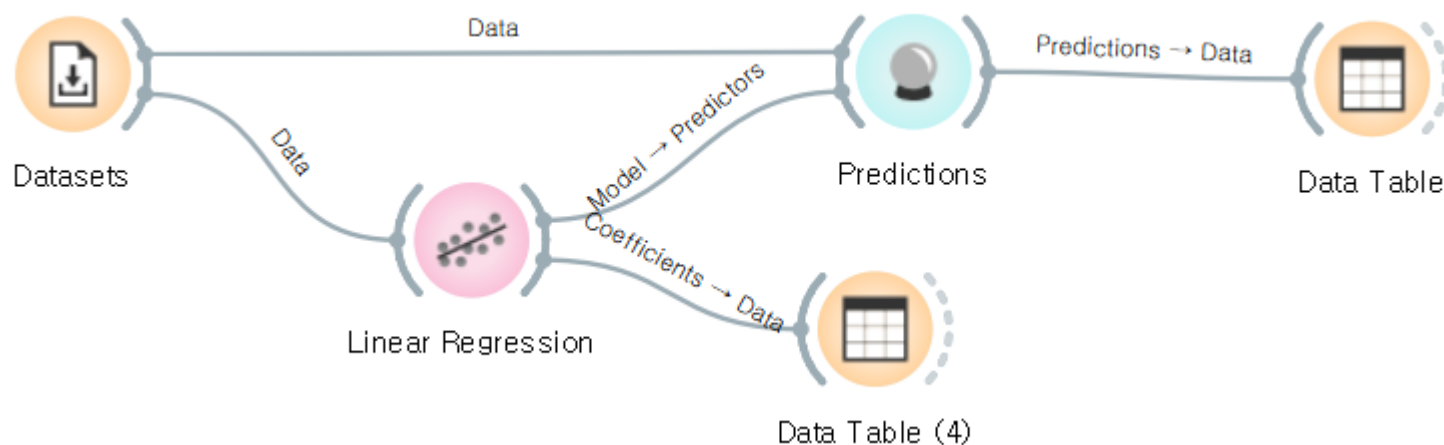 Data
Predictions → Data
Data
Model → Predictors
Datasets
Predictions
Data Table
Coefficients → Data
Linear Regression
Data Table (4)